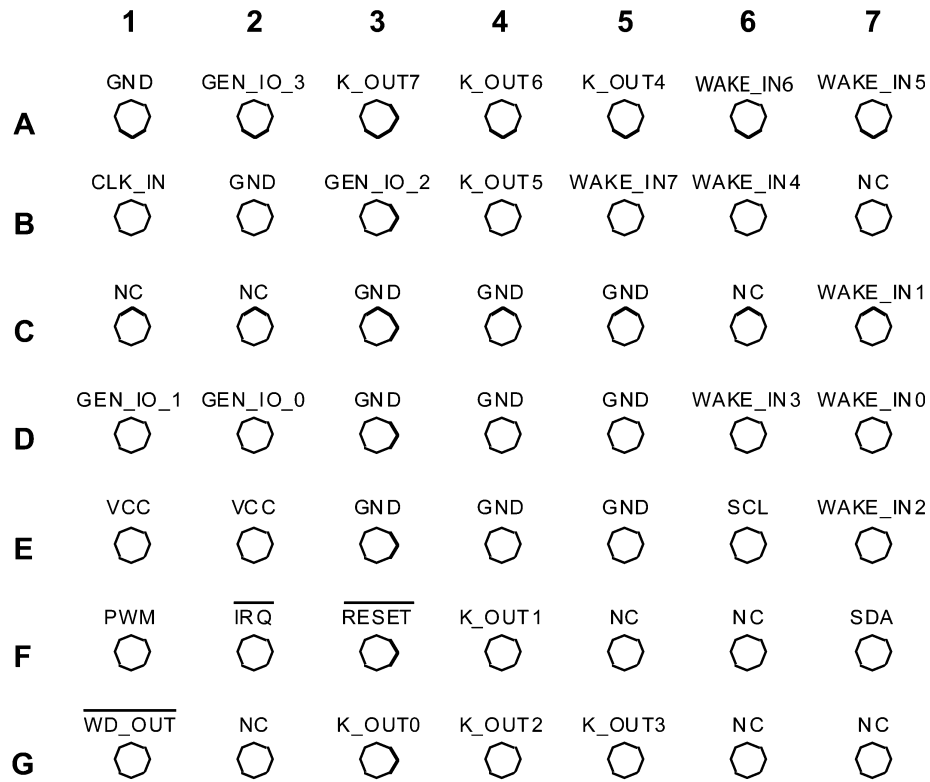 1 2 3 4 5 6 7
GND GEN_IO_3 K_OUT7 K_OUT6 K_OUT4 WAKE_IN6 WAKE_IN5
A
CLK_IN GND GEN_IO_2 K_OUT5 WAKE_IN7 WAKE_IN4 NC
B
NC NC GND GND GND NC WAKE_IN1
C
GEN_IO_1 GEN_IO_0 GND GND GND WAKE_IN3 WAKE_IN0
D
VCC VCC GND GND GND SCL WAKE_IN2
E
PWM IRQ RESET K_OUT1 NC NC SDA
F
WD_OUT NC K_OUT0 K_OUT2 K_OUT3 NC NC
G